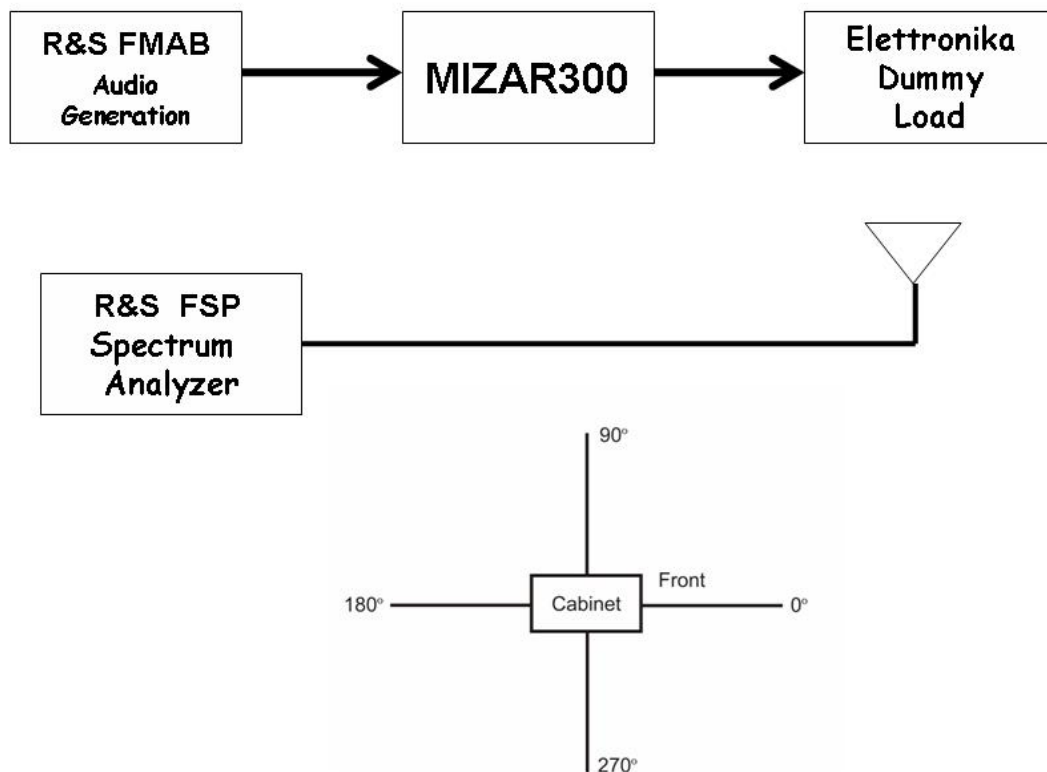 R&S FMAB
Audio
Generation
MIZAR300
Elettronika
Dummy
Load
R&S FSP
Spectrum
Analyzer
90°
Front
180°
Cabinet
0°
270°